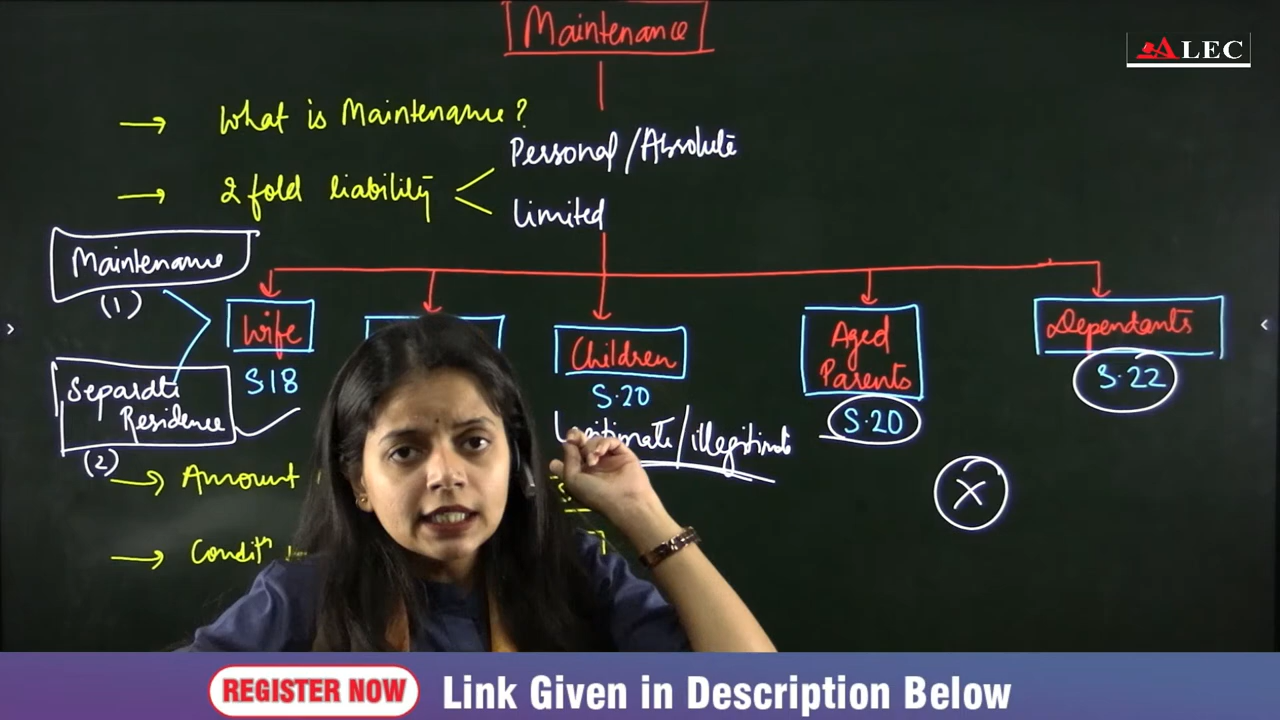 Maintenance
ALEC
→ What is Maintenance?
Personal/Absolute
→ 2 fold liability
Limited
Maintenance
(1)
Wife
S.18
Children
S.20
Legitimate/illegitimate
Aged
Parents
S.20
Dependants
S.22
Separate
Residence
(2)
→ Amount
X
→ Condit
REGISTER NOW
Link Given in Description Below